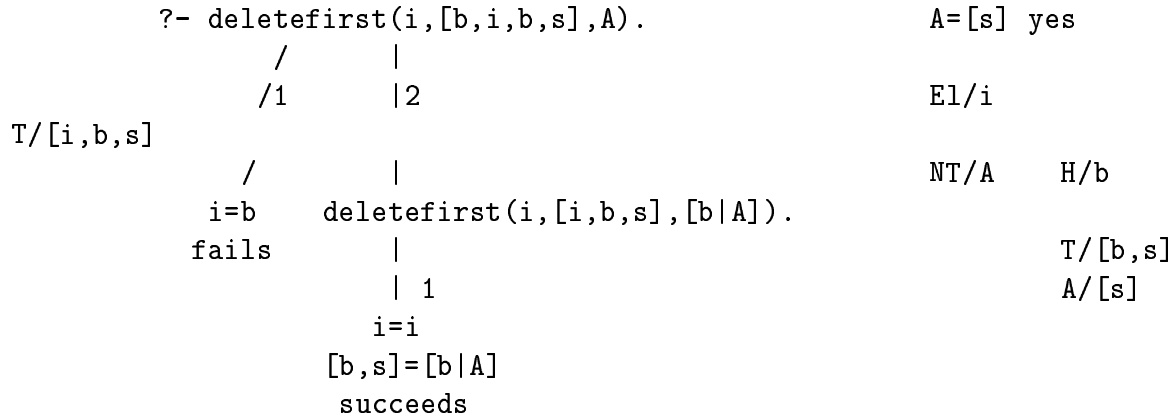 ?- deletefirst(i,[b,i,b,s],A). A=[s] yes
/ |
/1 |2 El/i
T/[i,b,s]
/ | NT/A H/b
i=b deletefirst(i,[i,b,s],[b|A]).
fails | T/[b,s]
| 1 A/[s]
i=i
[b,s]=[b|A]
succeeds